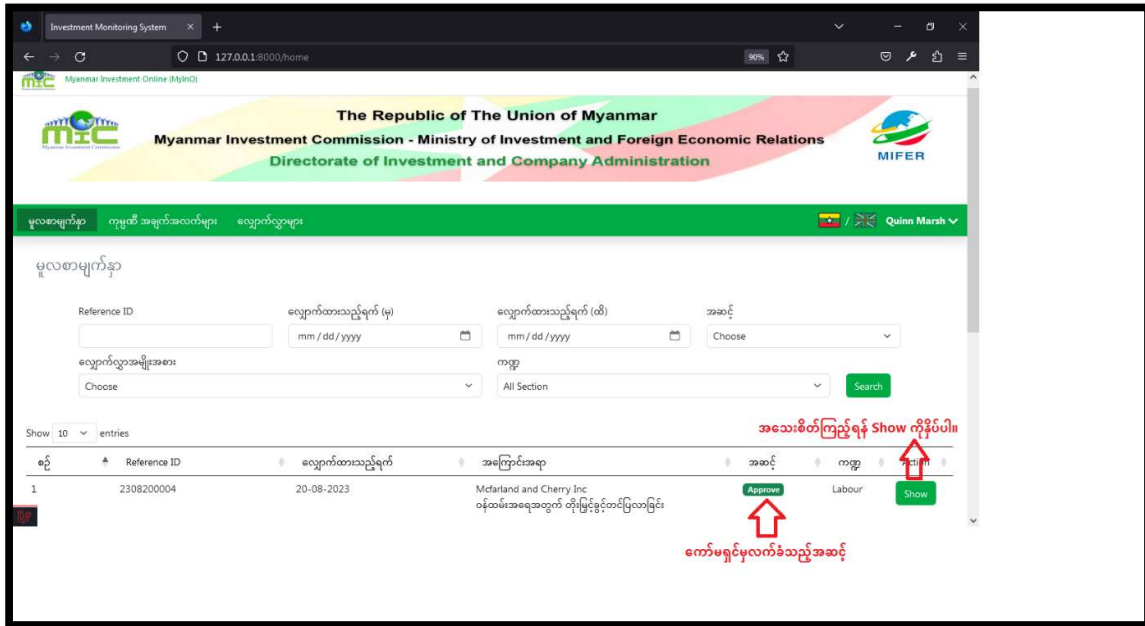 Investment Monitoring System
127.0.0.1:8000/home
90%
Myanmar Investment Online (MyInO)
The Republic of The Union of Myanmar
Myanmar Investment Commission - Ministry of Investment and Foreign Economic Relations
Directorate of Investment and Company Administration
MIC
Myanmar Investment Commission
MIFER
မူလစာမျက်နှာ ကုမ္ပဏီ အချက်အလက်များ လျှောက်လွှာများ / Quinn Marsh
မူလစာမျက်နှာ
Reference ID လျှောက်ထားသည့်ရက် (မှ) လျှောက်ထားသည့်ရက် (ထိ) အဆင့်
mm / dd / yyyy mm / dd / yyyy Choose
လျှောက်လွှာအမျိုးအစား ကဏ္ဍ
Choose All Section Search
အသေးစိတ်ကြည့်ရန် Show ကိုနှိပ်ပါ။
Show 10 entries
စဉ် Reference ID လျှောက်ထားသည့်ရက် အကြောင်းအရာ အဆင့် ကဏ္ဍ Action
1 2308200004 20-08-2023 Mcfarland and Cherry Inc Approve Labour Show
ဝန်ထမ်းအရေအတွက် တိုးမြှင့်ခွင့်တင်ပြလာခြင်း
ကော်မရှင်မှလက်ခံသည့်အဆင့်